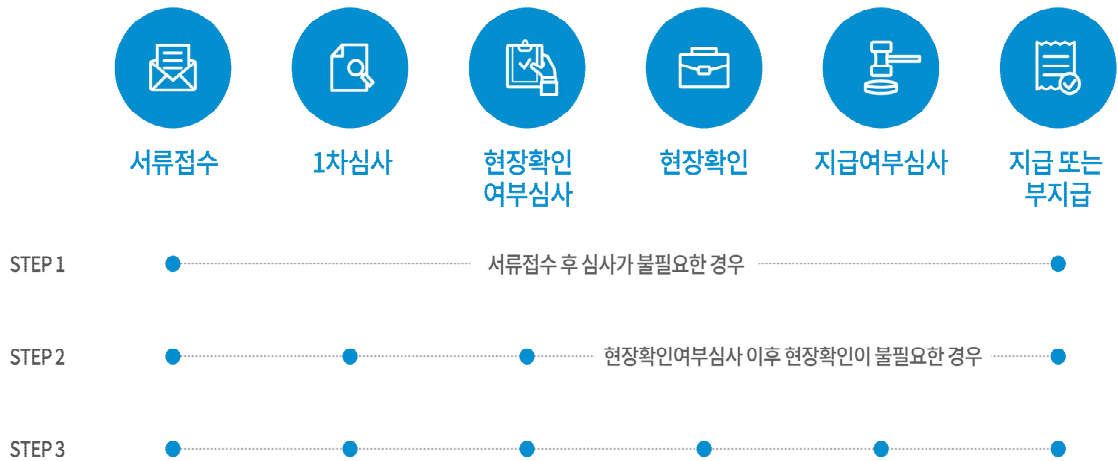 서류접수
1차심사
현장확인
여부심사
현장확인
지급여부심사
지급 또는
부지급
STEP 1
서류접수 후 심사가 불필요한 경우
STEP 2
현장확인여부심사 이후 현장확인이 불필요한 경우
STEP 3